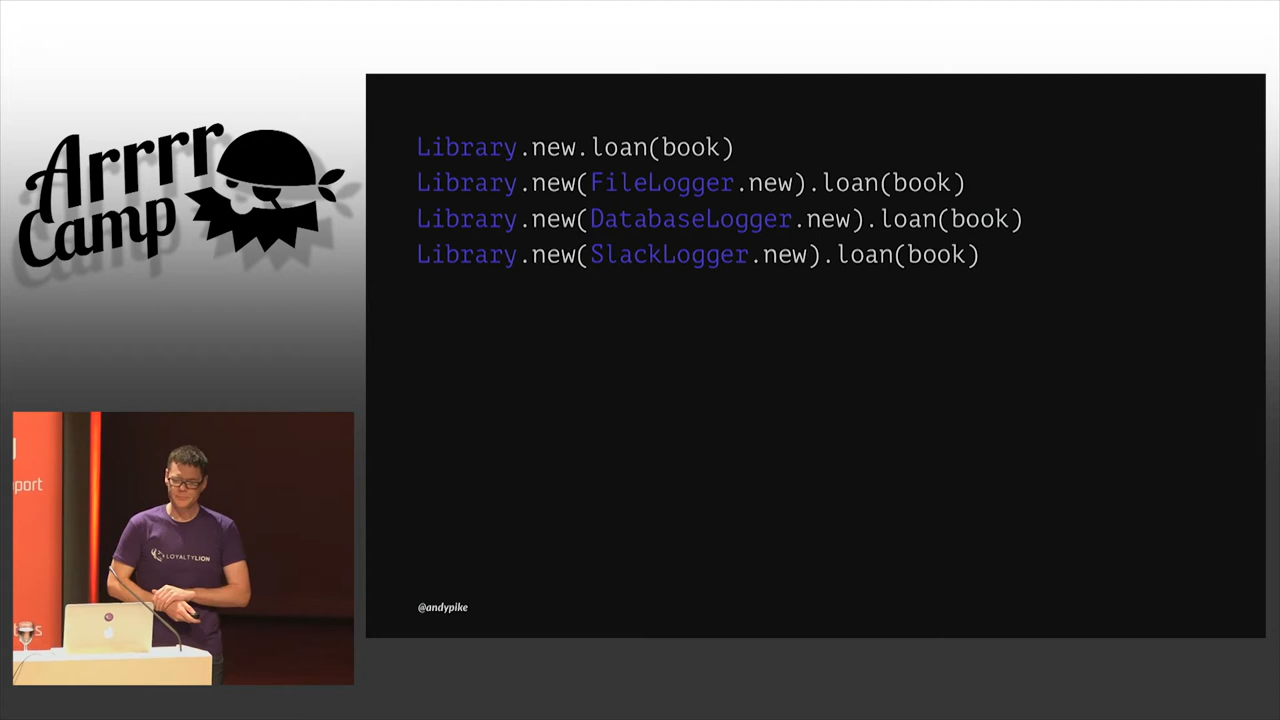 Arrrr
Camp
Library.new.loan(book)
Library.new(FileLogger.new).loan(book)
Library.new(DatabaseLogger.new).loan(book)
Library.new(SlackLogger.new).loan(book)
@andypike
port
LOYALTYLION